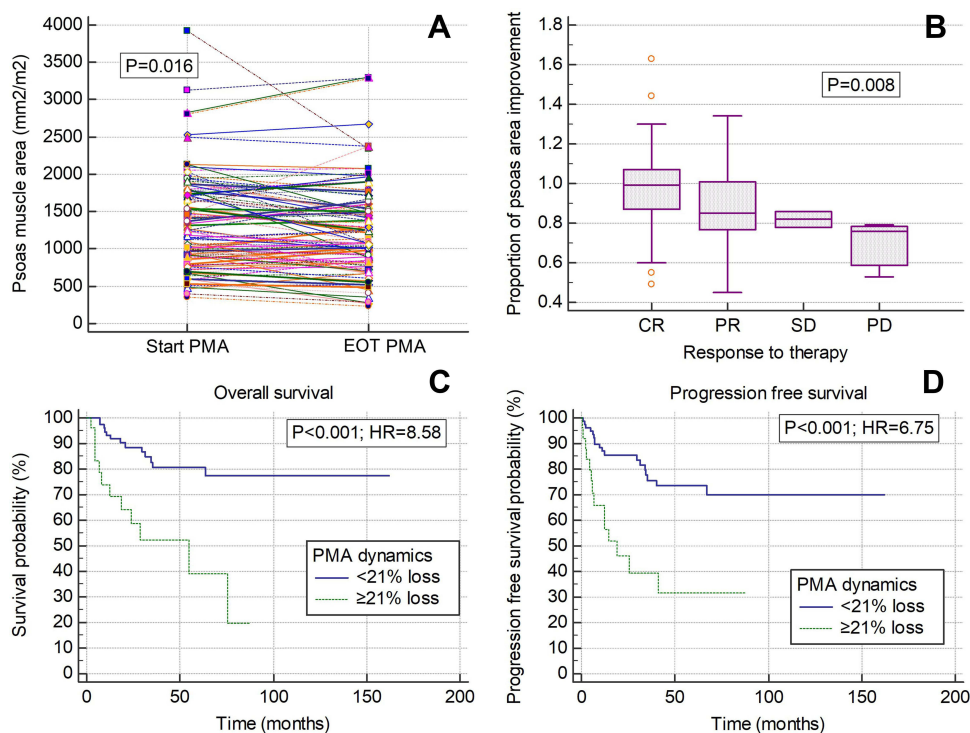 A
P=0.016
Psoas muscle area (mm2/m2)
4000
3500
3000
2500
2000
1500
1000
500
0
Start PMA
EOT PMA
B
P=0.008
Proportion of psoas area improvement
1.8
1.6
1.4
1.2
1.0
0.8
0.6
0.4
CR
PR
SD
PD
Response to therapy
C
Overall survival
P<0.001; HR=8.58
Survival probability (%)
100
90
80
70
60
50
40
30
20
10
0
PMA dynamics
<21% loss
≥21% loss
0
50
100
150
200
Time (months)
D
Progression free survival
P<0.001; HR=6.75
Progression free survival probability (%)
100
90
80
70
60
50
40
30
20
10
0
PMA dynamics
<21% loss
≥21% loss
0
50
100
150
200
Time (months)